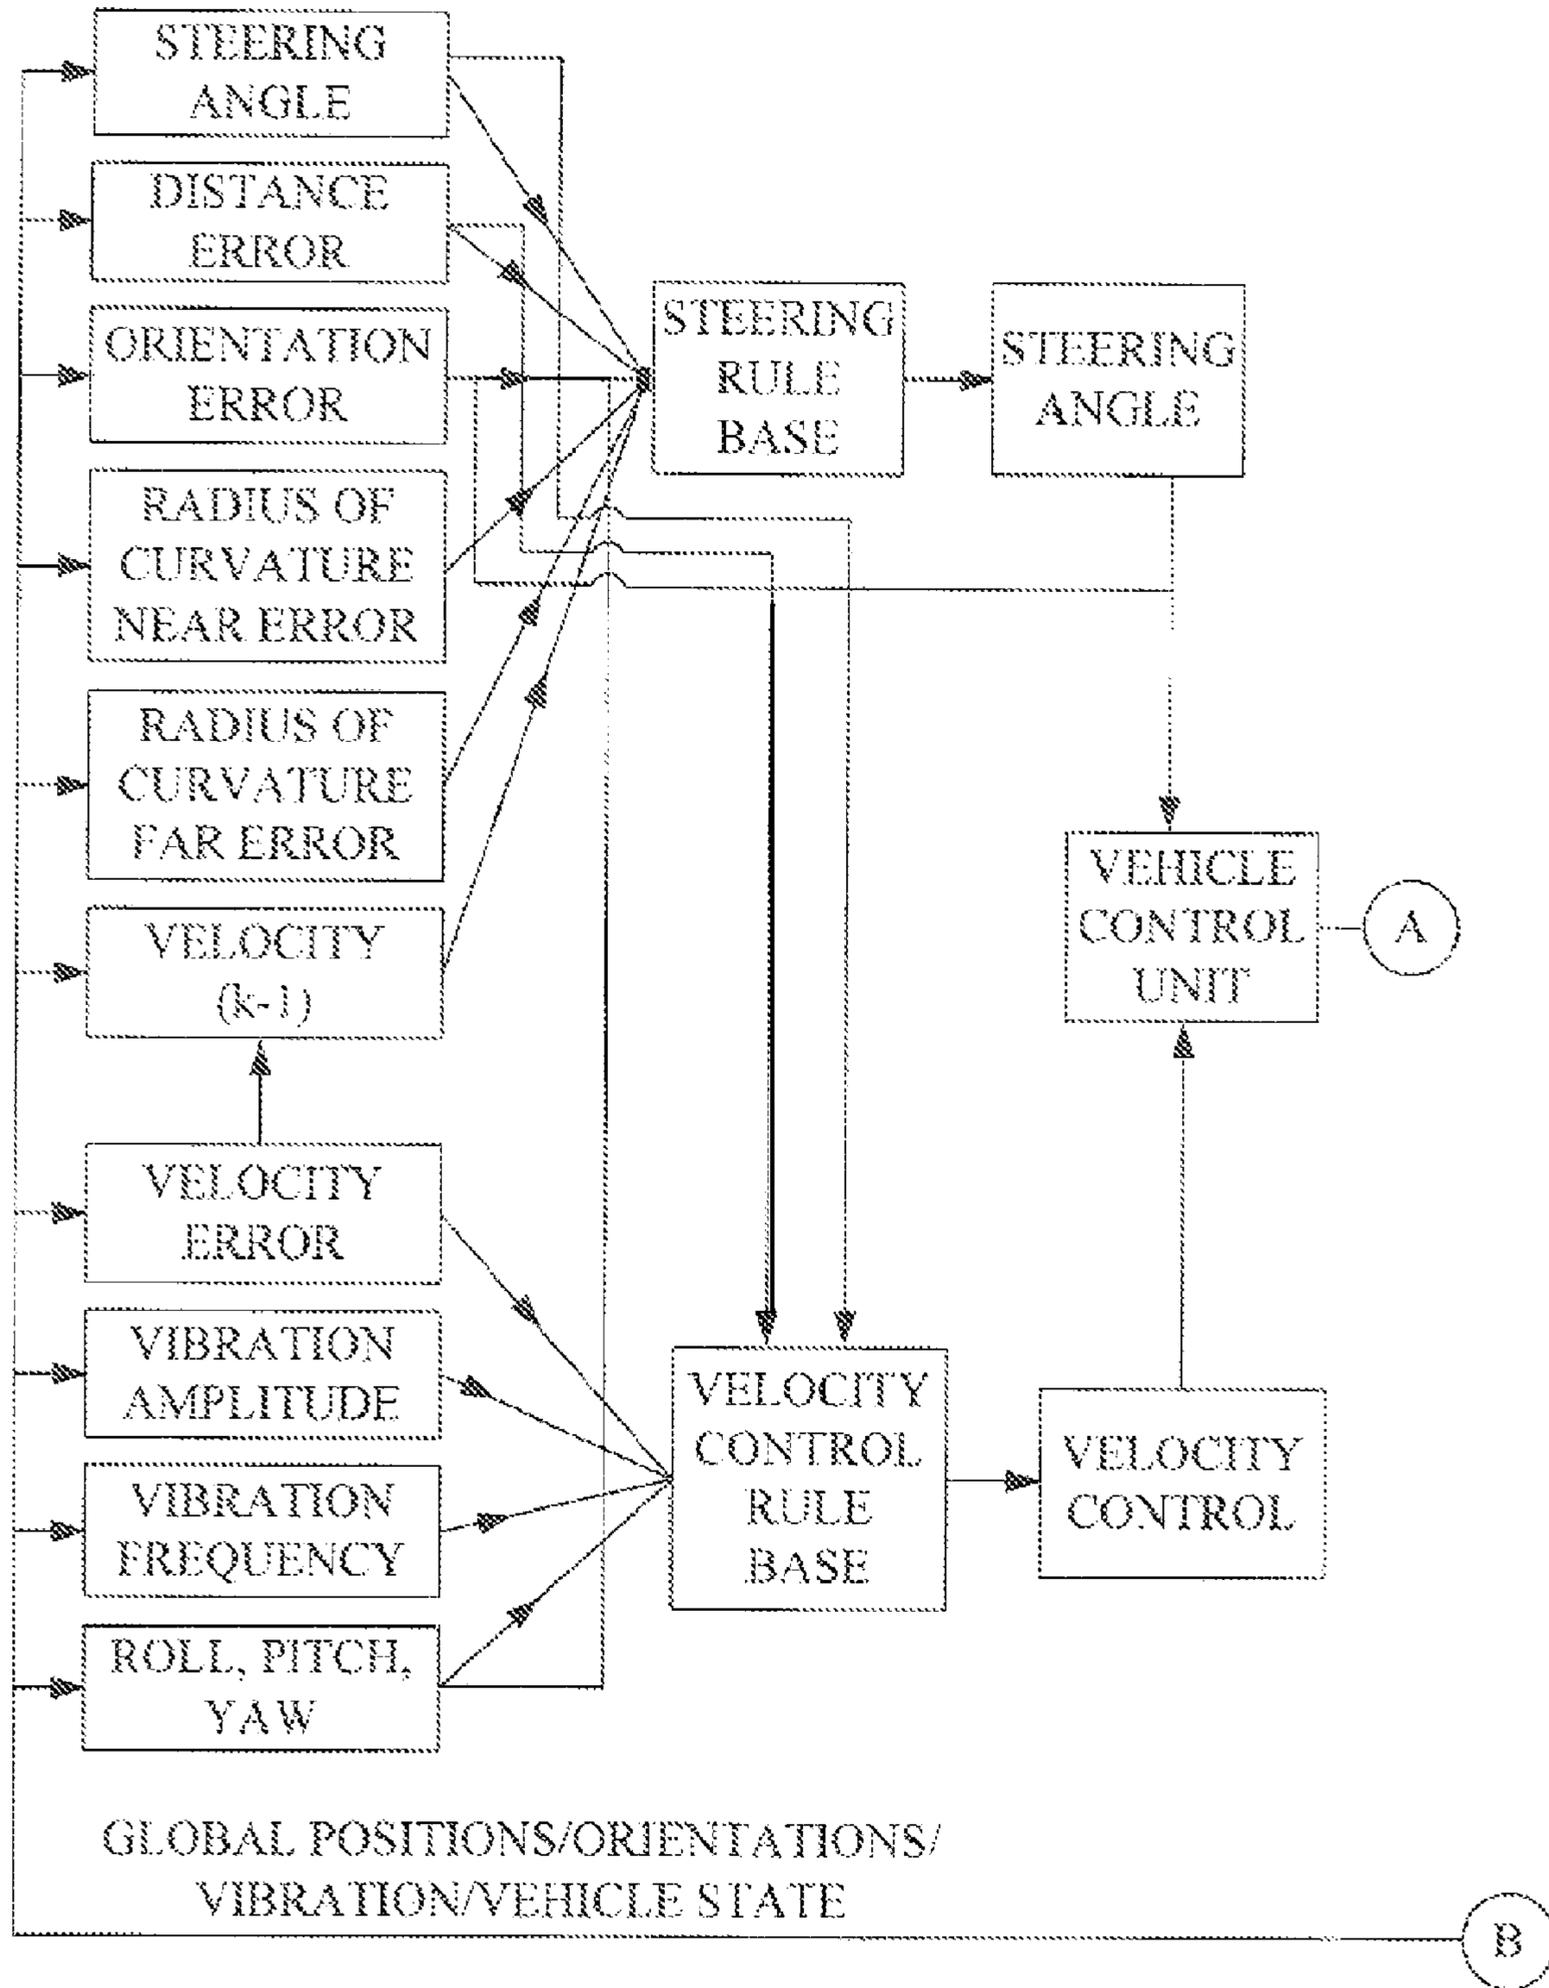 STEERING
ANGLE
DISTANCE
ERROR
ORIENTATION
ERROR
RADIUS OF
CURVATURE
NEAR ERROR
RADIUS OF
CURVATURE
FAR ERROR
VELOCITY
(k-1)
VELOCITY
ERROR
VIBRATION
AMPLITUDE
VIBRATION
FREQUENCY
ROLL, PITCH,
YAW
STEERING
RULE
BASE
STEERING
ANGLE
VEHICLE
CONTROL
UNIT
A
VELOCITY
CONTROL
RULE
BASE
VELOCITY
CONTROL
GLOBAL POSITIONS/ORIENTATIONS/
VIBRATION/VEHICLE STATE
B